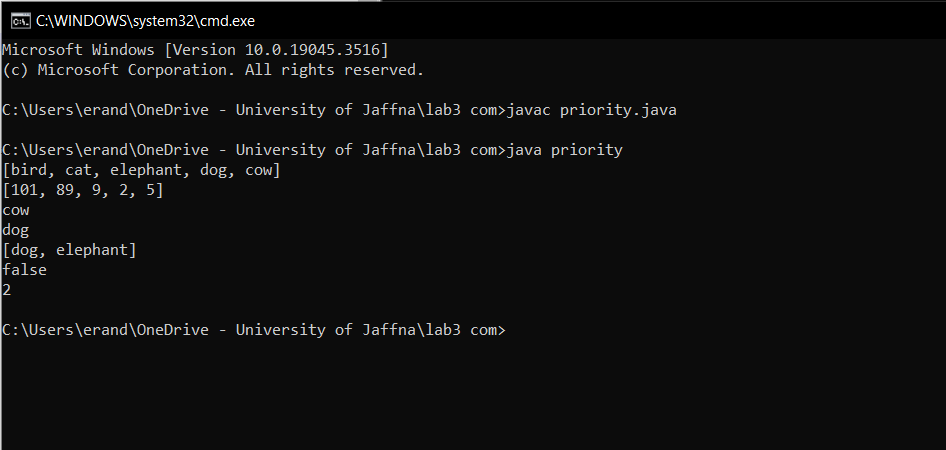 C:\WINDOWS\system32\cmd.exe
Microsoft Windows [Version 10.0.19045.3516]
(c) Microsoft Corporation. All rights reserved.
C:\Users\erand\OneDrive - University of Jaffna\lab3 com>javac priority.java
C:\Users\erand\OneDrive - University of Jaffna\lab3 com>java priority
[bird, cat, elephant, dog, cow]
[101, 89, 9, 2, 5]
cow
dog
[dog, elephant]
false
2
C:\Users\erand\OneDrive - University of Jaffna\lab3 com>